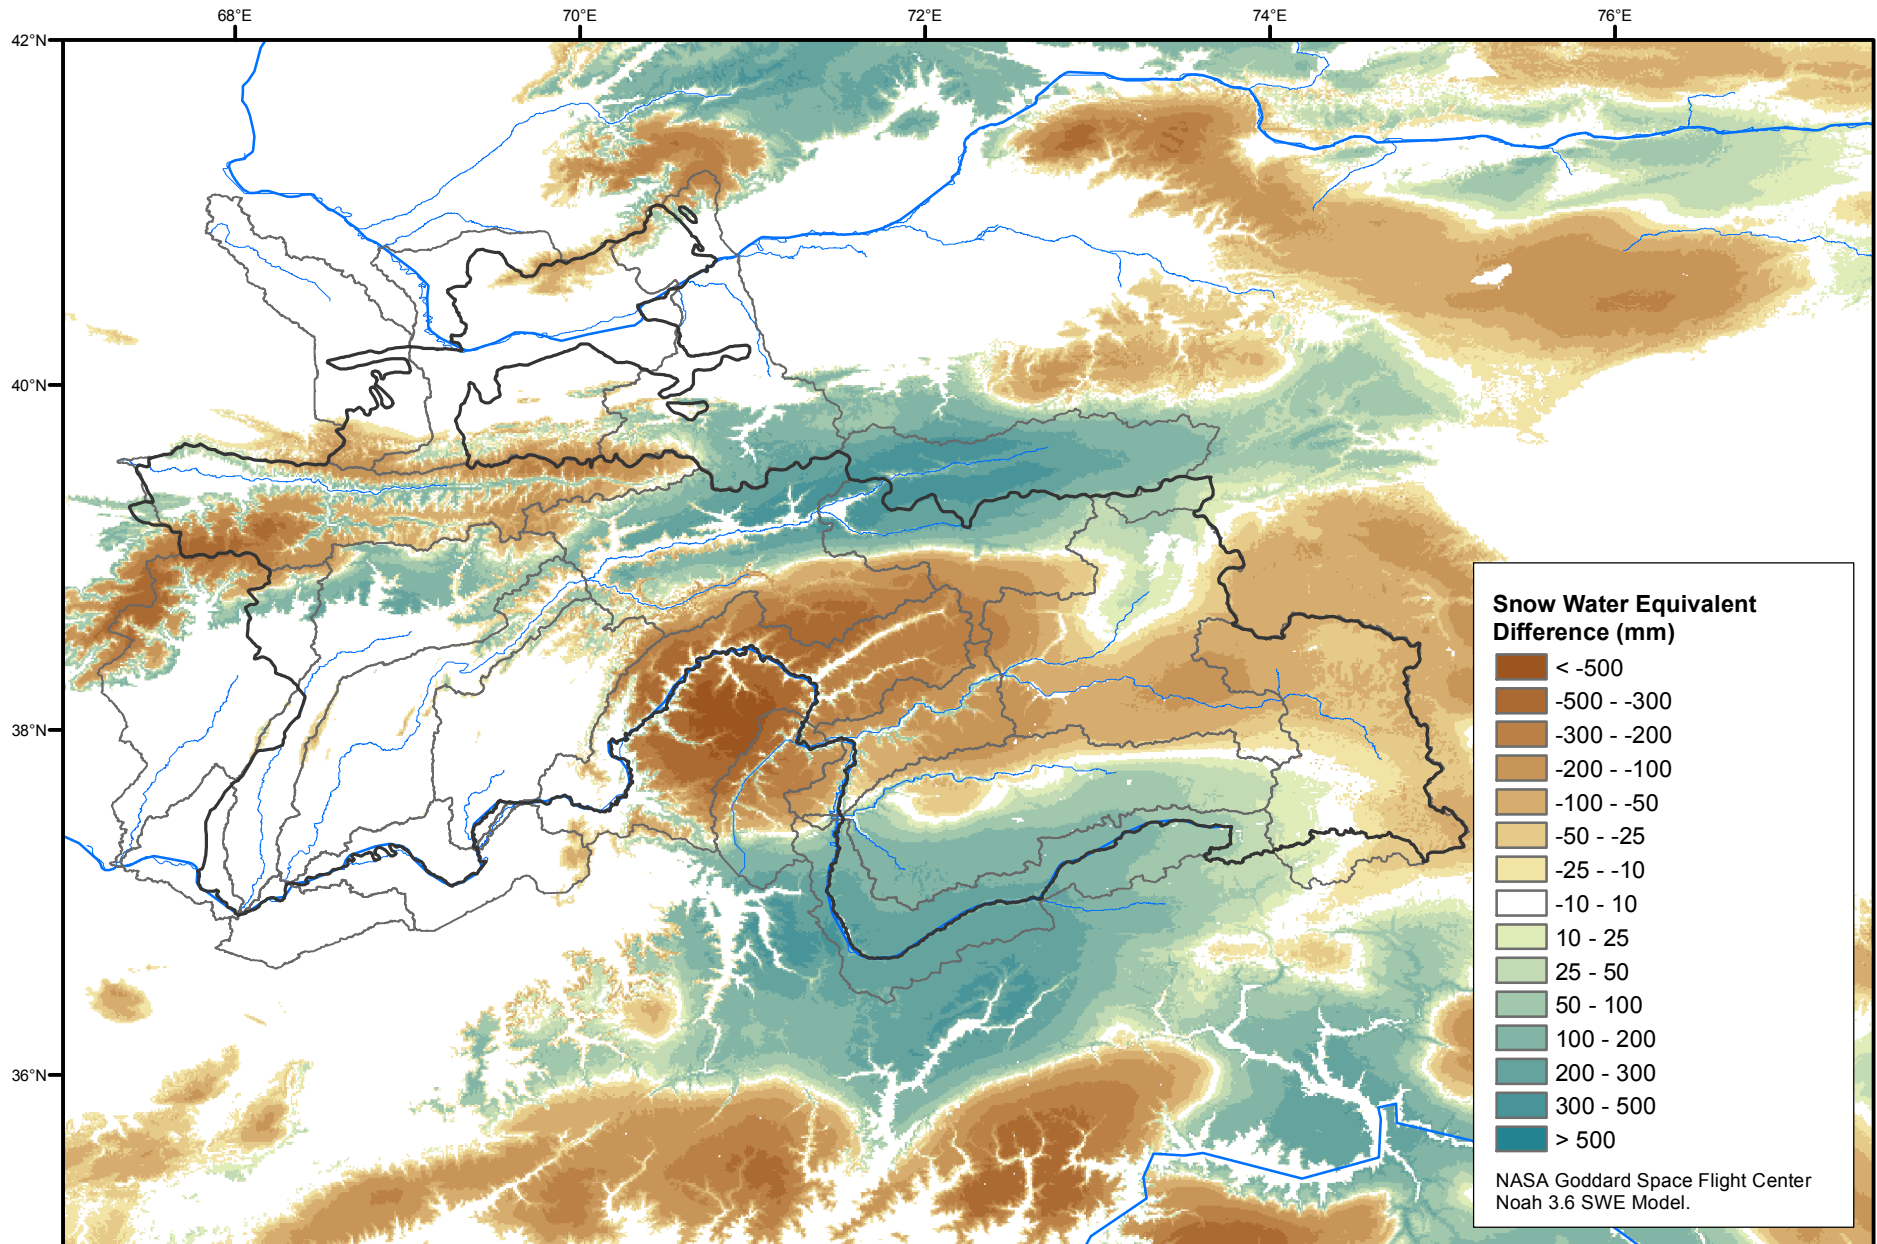 68°E
70°E
72°E
74°E
76°E
42°N
40°N
38°N
36°N
Snow Water Equivalent
Difference (mm)
< -500
-500 - -300
-300 - -200
-200 - -100
-100 - -50
-50 - -25
-25 - -10
-10 - 10
10 - 25
25 - 50
50 - 100
100 - 200
200 - 300
300 - 500
> 500
NASA Goddard Space Flight Center
Noah 3.6 SWE Model.